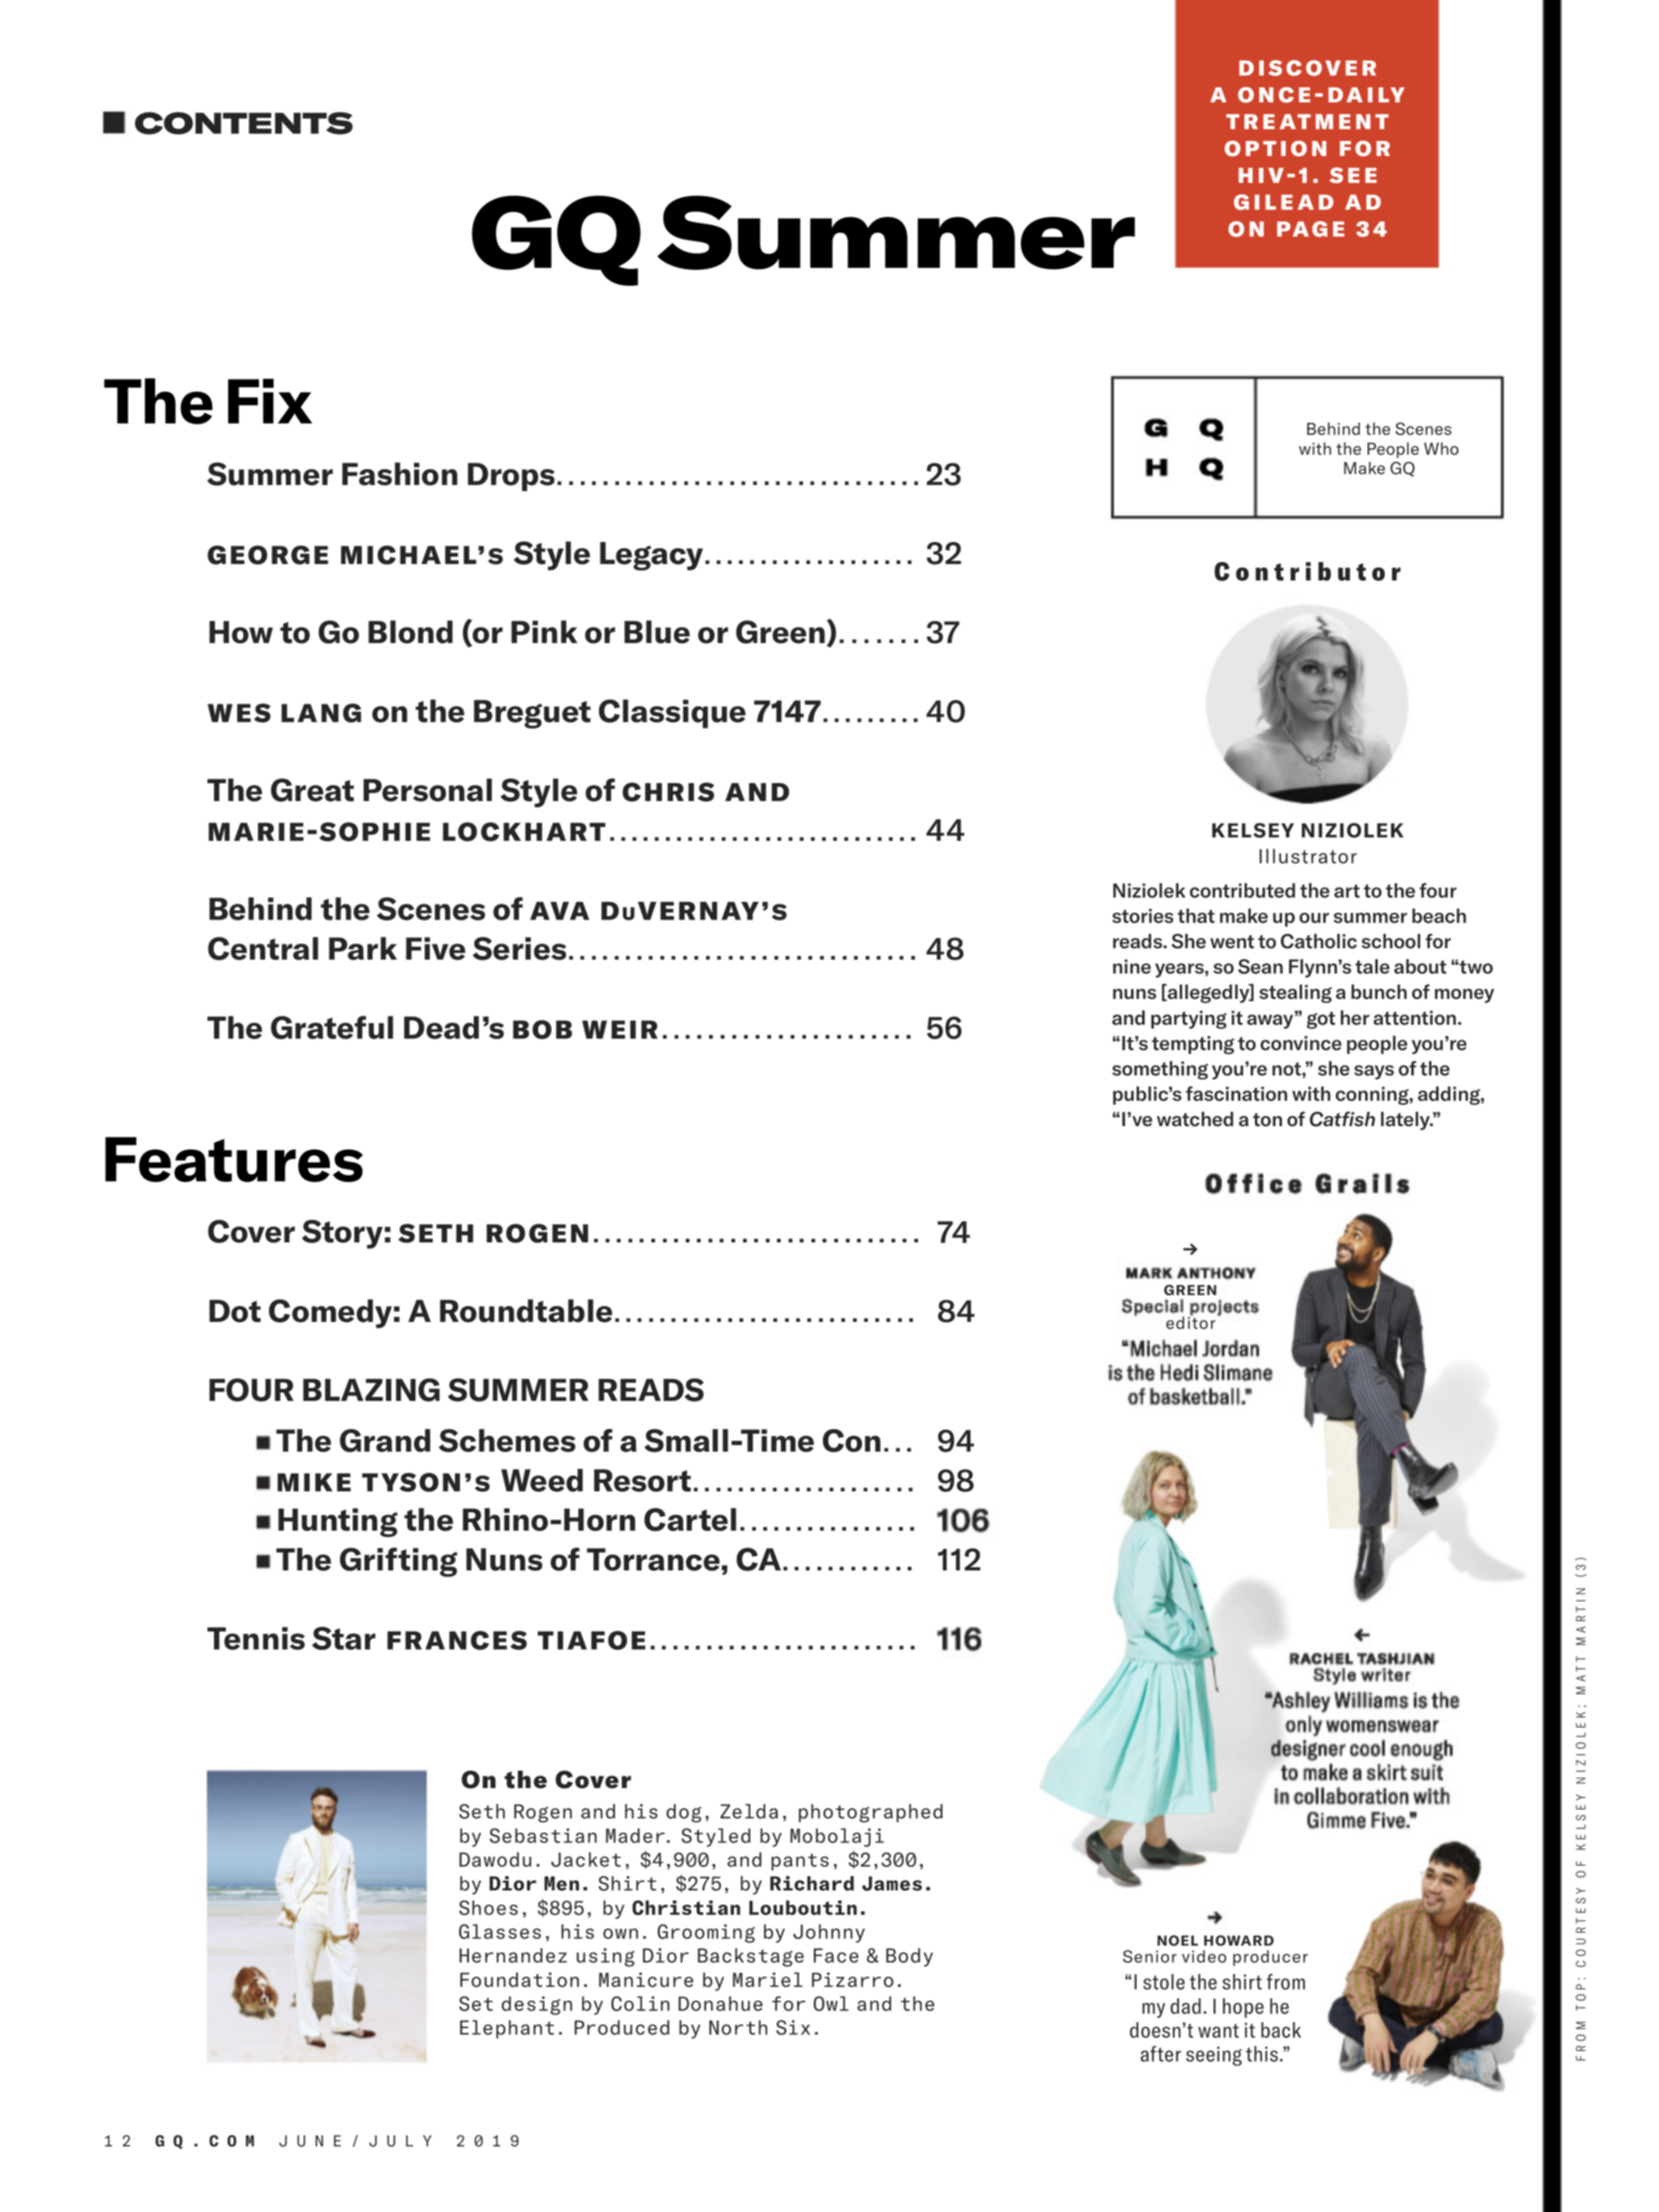 ■ CONTENTS
DISCOVER
A ONCE-DAILY
TREATMENT
OPTION FOR
HIV-1. SEE
GILEAD AD
ON PAGE 34
GQ Summer
The Fix
Summer Fashion Drops................................23
GEORGE MICHAEL's Style Legacy................... 32
How to Go Blond (or Pink or Blue or Green).......37
WES LANG on the Breguet Classique 7147.........40
The Great Personal Style of CHRIS AND
MARIE-SOPHIE LOCKHART........................... 44
Behind the Scenes of AVA DuVERNAY's
Central Park Five Series............................... 48
The Grateful Dead's BOB WEIR...................... 56
Features
Cover Story: SETH ROGEN............................. 74
Dot Comedy: A Roundtable........................... 84
FOUR BLAZING SUMMER READS
■ The Grand Schemes of a Small-Time Con... 94
■ MIKE TYSON's Weed Resort.................... 98
■ Hunting the Rhino-Horn Cartel................ 106
■ The Grifting Nuns of Torrance, CA............ 112
Tennis Star FRANCES TIAFOE........................ 116
On the Cover
Seth Rogen and his dog, Zelda, photographed
by Sebastian Mader. Styled by Mobolaji
Dawodu. Jacket, $4,900, and pants, $2,300,
by Dior Men. Shirt, $275, by Richard James.
Shoes, $895, by Christian Louboutin.
Glasses, his own. Grooming by Johnny
Hernandez using Dior Backstage Face & Body
Foundation. Manicure by Mariel Pizarro.
Set design by Colin Donahue for Owl and the
Elephant. Produced by North Six.
G Q
H Q
Behind the Scenes
with the People Who
Make GQ
Contributor
KELSEY NIZIOLEK
Illustrator
Niziolek contributed the art to the four
stories that make up our summer beach
reads. She went to Catholic school for
nine years, so Sean Flynn's tale about “two
nuns [allegedly] stealing a bunch of money
and partying it away” got her attention.
“It's tempting to convince people you're
something you're not,” she says of the
public's fascination with conning, adding,
“I've watched a ton of Catfish lately.”
Office Grails
→
MARK ANTHONY
GREEN
Special projects
editor
“Michael Jordan
is the Hedi Slimane
of basketball.”
←
RACHEL TASHJIAN
Style writer
“Ashley Williams is the
only womenswear
designer cool enough
to make a skirt suit
in collaboration with
Gimme Five.”
→
NOEL HOWARD
Senior video producer
“I stole the shirt from
my dad. I hope he
doesn't want it back
after seeing this.”
FROM TOP: COURTESY OF KELSEY NIZIOLEK; MATT MARTIN (3)
12 GQ.COM JUNE/JULY 2019